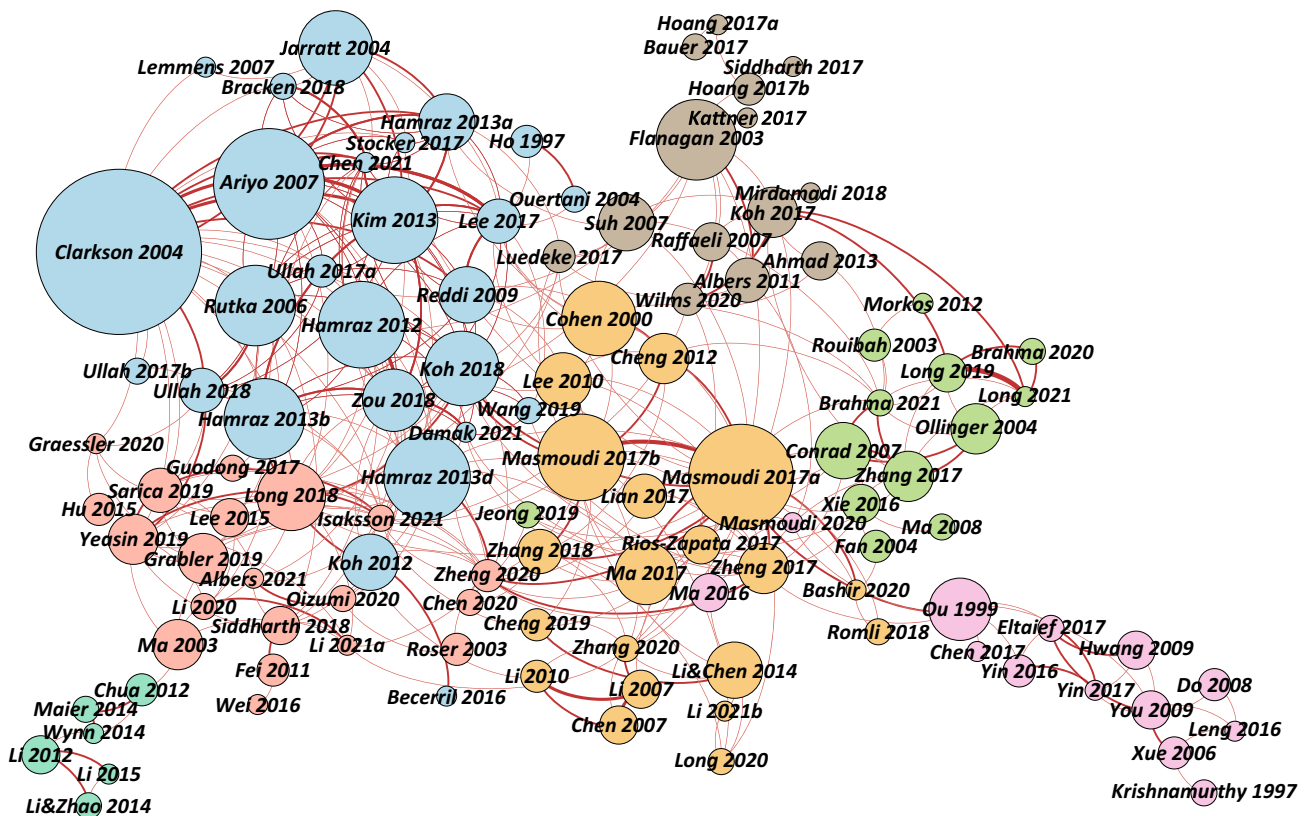 Hoang 2017a
Jarratt 2004
Bauer 2017
Lemmens 2007
Siddharth 2017
Bracken 2018
Hoang 2017b
Kattner 2017
Hamraz 2013a
Flanagan 2003
Stocker 2017
Ho 1997
Chen 2021
Ariyo 2007
Mirdamadi 2018
Ouertani 2004
Koh 2017
Kim 2013
Lee 2017
Suh 2007
Raffaeli 2007
Clarkson 2004
Luedeke 2017
Ahmad 2013
Ullah 2017a
Albers 2011
Reddi 2009
Wilms 2020
Rutka 2006
Morkos 2012
Cohen 2000
Hamraz 2012
Rouibah 2003
Brahma 2020
Cheng 2012
Ullah 2017b
Koh 2018
Long 2019
Lee 2010
Ullah 2018
Long 2021
Zou 2018
Brahma 2021
Wang 2019
Hamraz 2013b
Ollinger 2004
Damak 2021
Graessler 2020
Conrad 2007
Masmoudi 2017b
Guodong 2017
Hamraz 2013d
Masmoudi 2017a
Zhang 2017
Sarica 2019
Long 2018
Lian 2017
Xie 2016
Hu 2015
Lee 2015
Isaksson 2021
Jeong 2019
Masmoudi 2020
Ma 2008
Yeasin 2019
Rios-Zapata 2017
Fan 2004
Zhang 2018
Grabler 2019
Koh 2012
Zheng 2020
Ma 2017
Zheng 2017
Albers 2021
Ma 2016
Bashir 2020
Li 2020
Oizumi 2020
Chen 2020
Ou 1999
Siddharth 2018
Cheng 2019
Romli 2018
Eltaief 2017
Ma 2003
Li 2021a
Roser 2003
Zhang 2020
Chen 2017
Hwang 2009
Fei 2011
Li 2010
Li&Chen 2014
Yin 2016
Chua 2012
Becerril 2016
Li 2007
Yin 2017
Do 2008
Maier 2014
Wei 2016
Li 2021b
You 2009
Wynn 2014
Chen 2007
Leng 2016
Li 2012
Long 2020
Xue 2006
Li 2015
Krishnamurthy 1997
Li&Zhao 2014